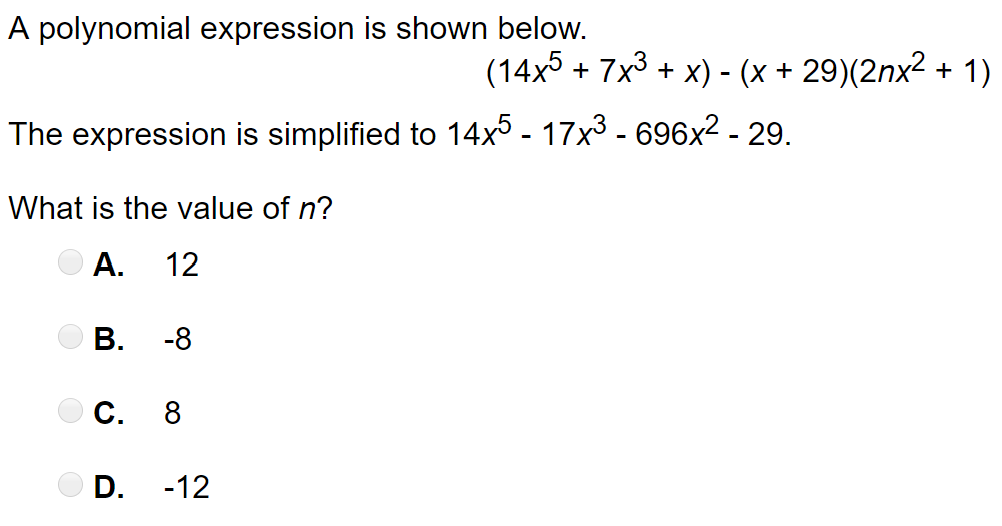 A polynomial expression is shown below.
(14x⁵ + 7x³ + x) - (x + 29)(2nx² + 1)
The expression is simplified to 14x⁵ - 17x³ - 696x² - 29.
What is the value of n?
A. 12
B. -8
C. 8
D. -12